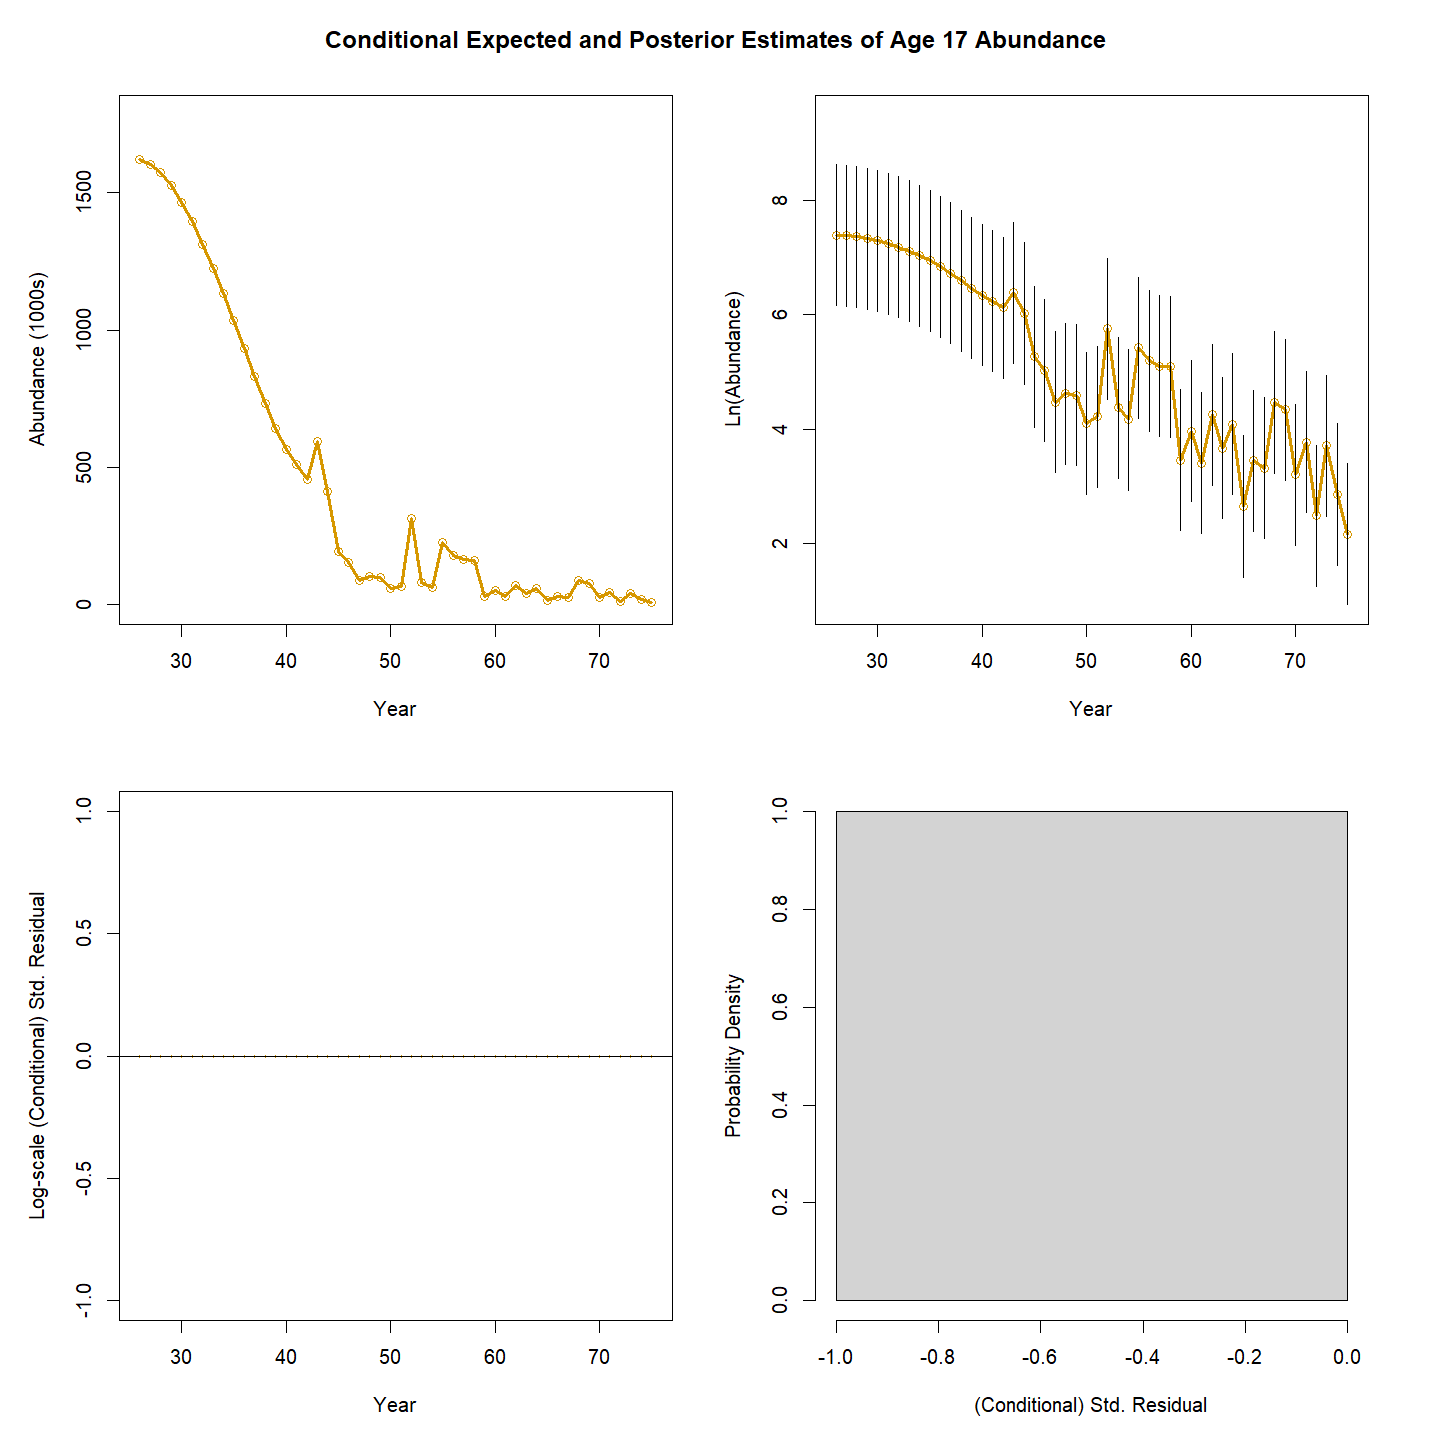 Conditional Expected and Posterior Estimates of Age 17 Abundance
Abundance (1000s)
1500
1000
500
0
30 40 50 60 70
Year
Ln(Abundance)
8
6
4
2
30 40 50 60 70
Year
Log-scale (Conditional) Std. Residual
1.0
0.5
0.0
-0.5
-1.0
30 40 50 60 70
Year
Probability Density
1.0
0.8
0.6
0.4
0.2
0.0
-1.0 -0.8 -0.6 -0.4 -0.2 0.0
(Conditional) Std. Residual